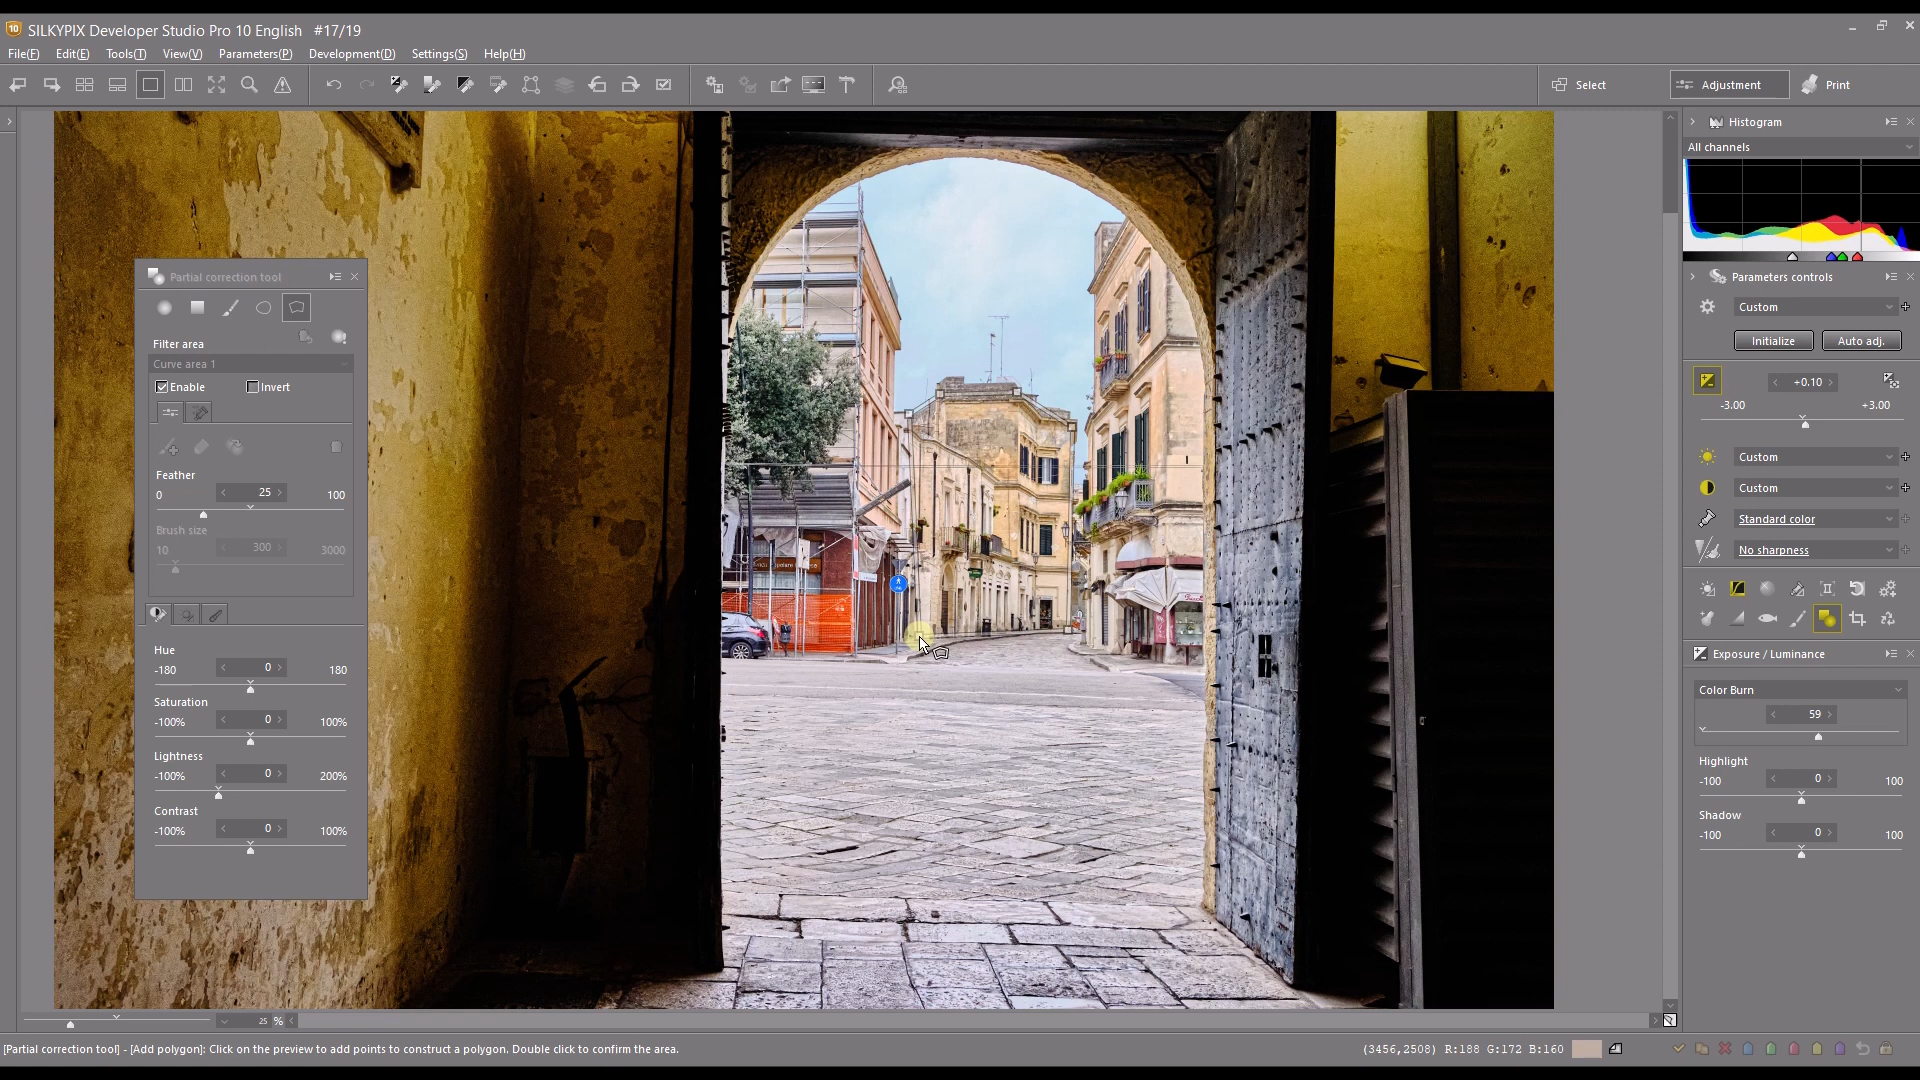 10 SILKYPIX Developer Studio Pro 10 English #17/19
File(F) Edit(E) Tools(T) View(V) Parameters(P) Development(D) Settings(S) Help(H)
Select
Adjustment
Print
Histogram
All channels
Parameters controls
Custom
Initialize
Auto adj.
+0.10
-3.00 +3.00
Custom
Custom
Standard color
No sharpness
Exposure / Luminance
Color Burn
59
Highlight
-100 0 100
Shadow
-100 0 100
Partial correction tool
Filter area
Curve area 1
Enable Invert
Feather
0 25 100
Brush size
10 300 3000
Hue
-180 0 180
Saturation
-100% 0 100%
Lightness
-100% 0 200%
Contrast
-100% 0 100%
25 %
[Partial correction tool] - [Add polygon]: Click on the preview to add points to construct a polygon. Double click to confirm the area.
(3456,2508) R:188 G:172 B:160